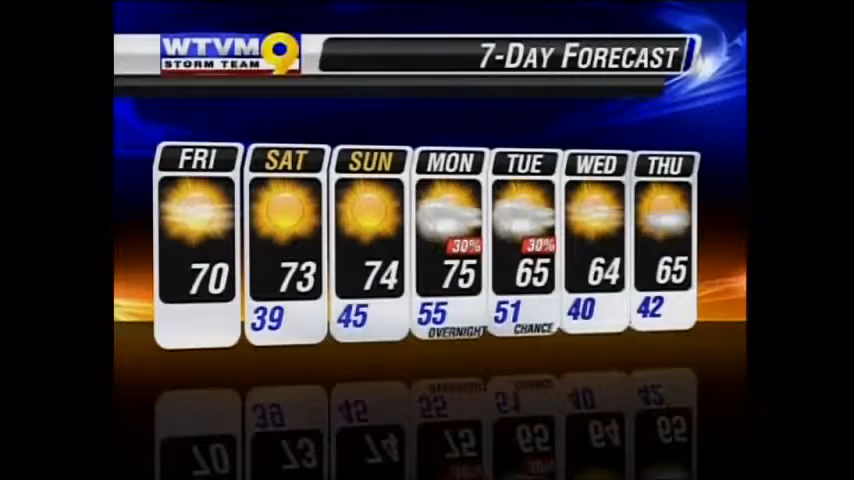 WTVM 9
STORM TEAM
7-DAY FORECAST
FRI SAT SUN MON TUE WED THU
30% 30%
70 73 74 75 65 64 65
39 45 55 51 40 42
OVERNIGHT CHANCE